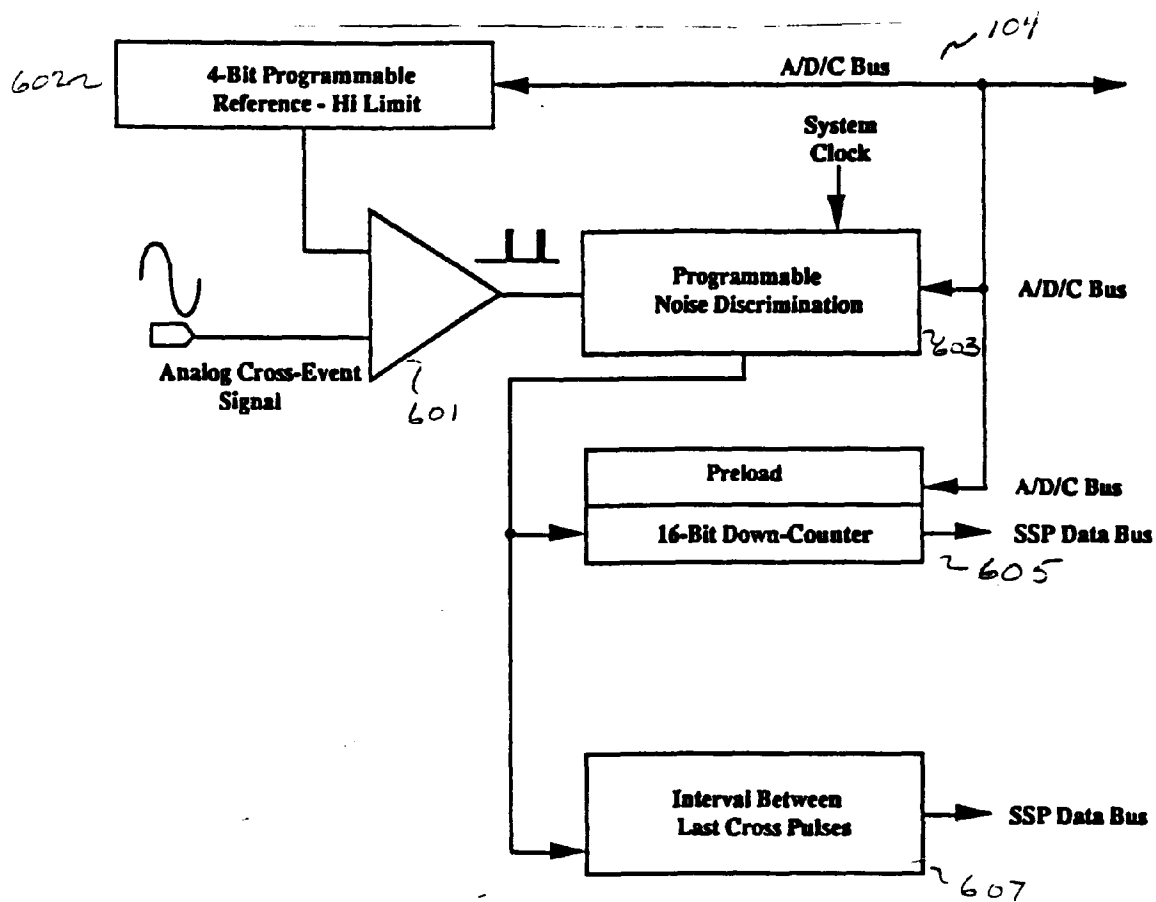 104
602
4-Bit Programmable
Reference - Hi Limit
A/D/C Bus
System
Clock
Programmable
Noise Discrimination
A/D/C Bus
603
Analog Cross-Event
Signal
601
Preload
A/D/C Bus
16-Bit Down-Counter
SSP Data Bus
605
Interval Between
Last Cross Pulses
SSP Data Bus
607